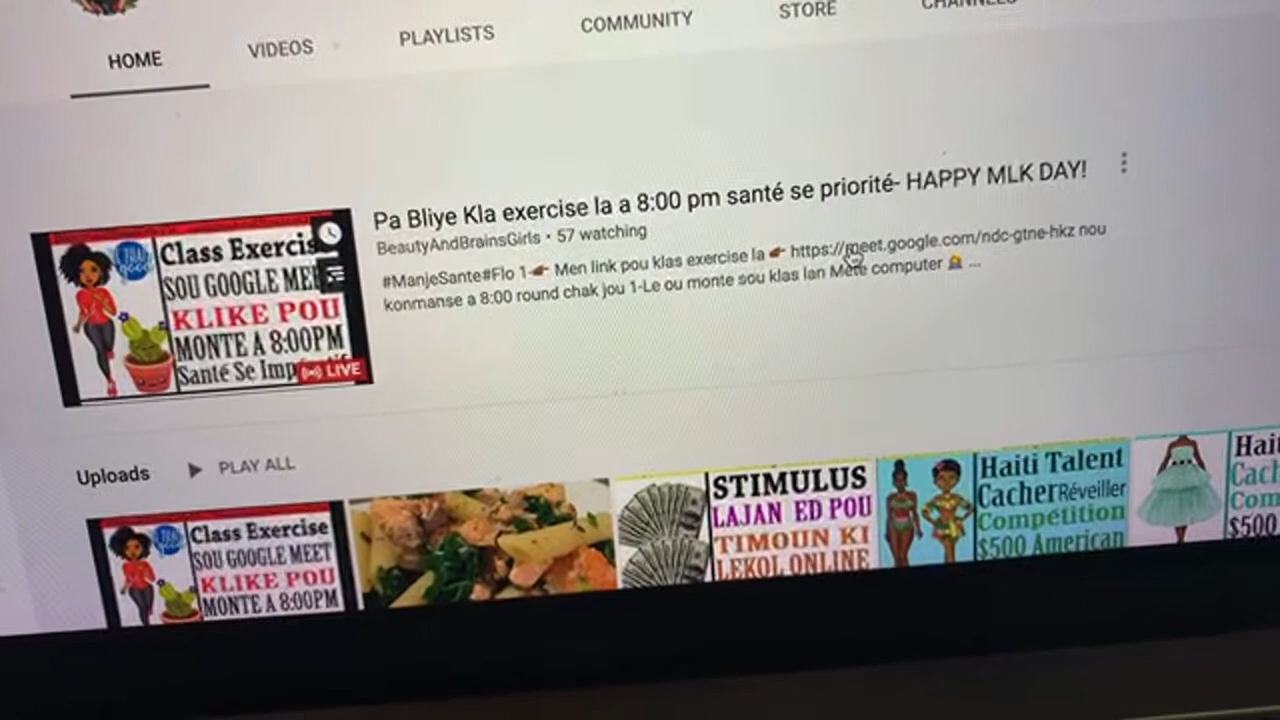 HOME VIDEOS PLAYLISTS COMMUNITY STORE CHANNELS
Class Exercis
SOU GOOGLE MEE
KLIKE POU
MONTE A 8:00PM
Santé Se Imp
LIVE
Pa Bliye Kla exercise la a 8:00 pm santé se priorité- HAPPY MLK DAY!
BeautyAndBrainsGirls • 57 watching
#ManjeSante#Flo 1- Men link pou klas exercise la https://meet.google.com/ndc-gtne-hkz nou
konmanse a 8:00 round chak jou 1-Le ou monte sou klas lan Mete computer ...
Uploads PLAY ALL
Class Exercise
SOU GOOGLE MEET
KLIKE POU
MONTE A 8:00PM
STIMULUS
LAJAN ED POU
TIMOUN KI
LEKOL ONLINE
Haiti Talent
Cacher Réveiller
Compétition
$500 American
Hai
Cach
Com
$500